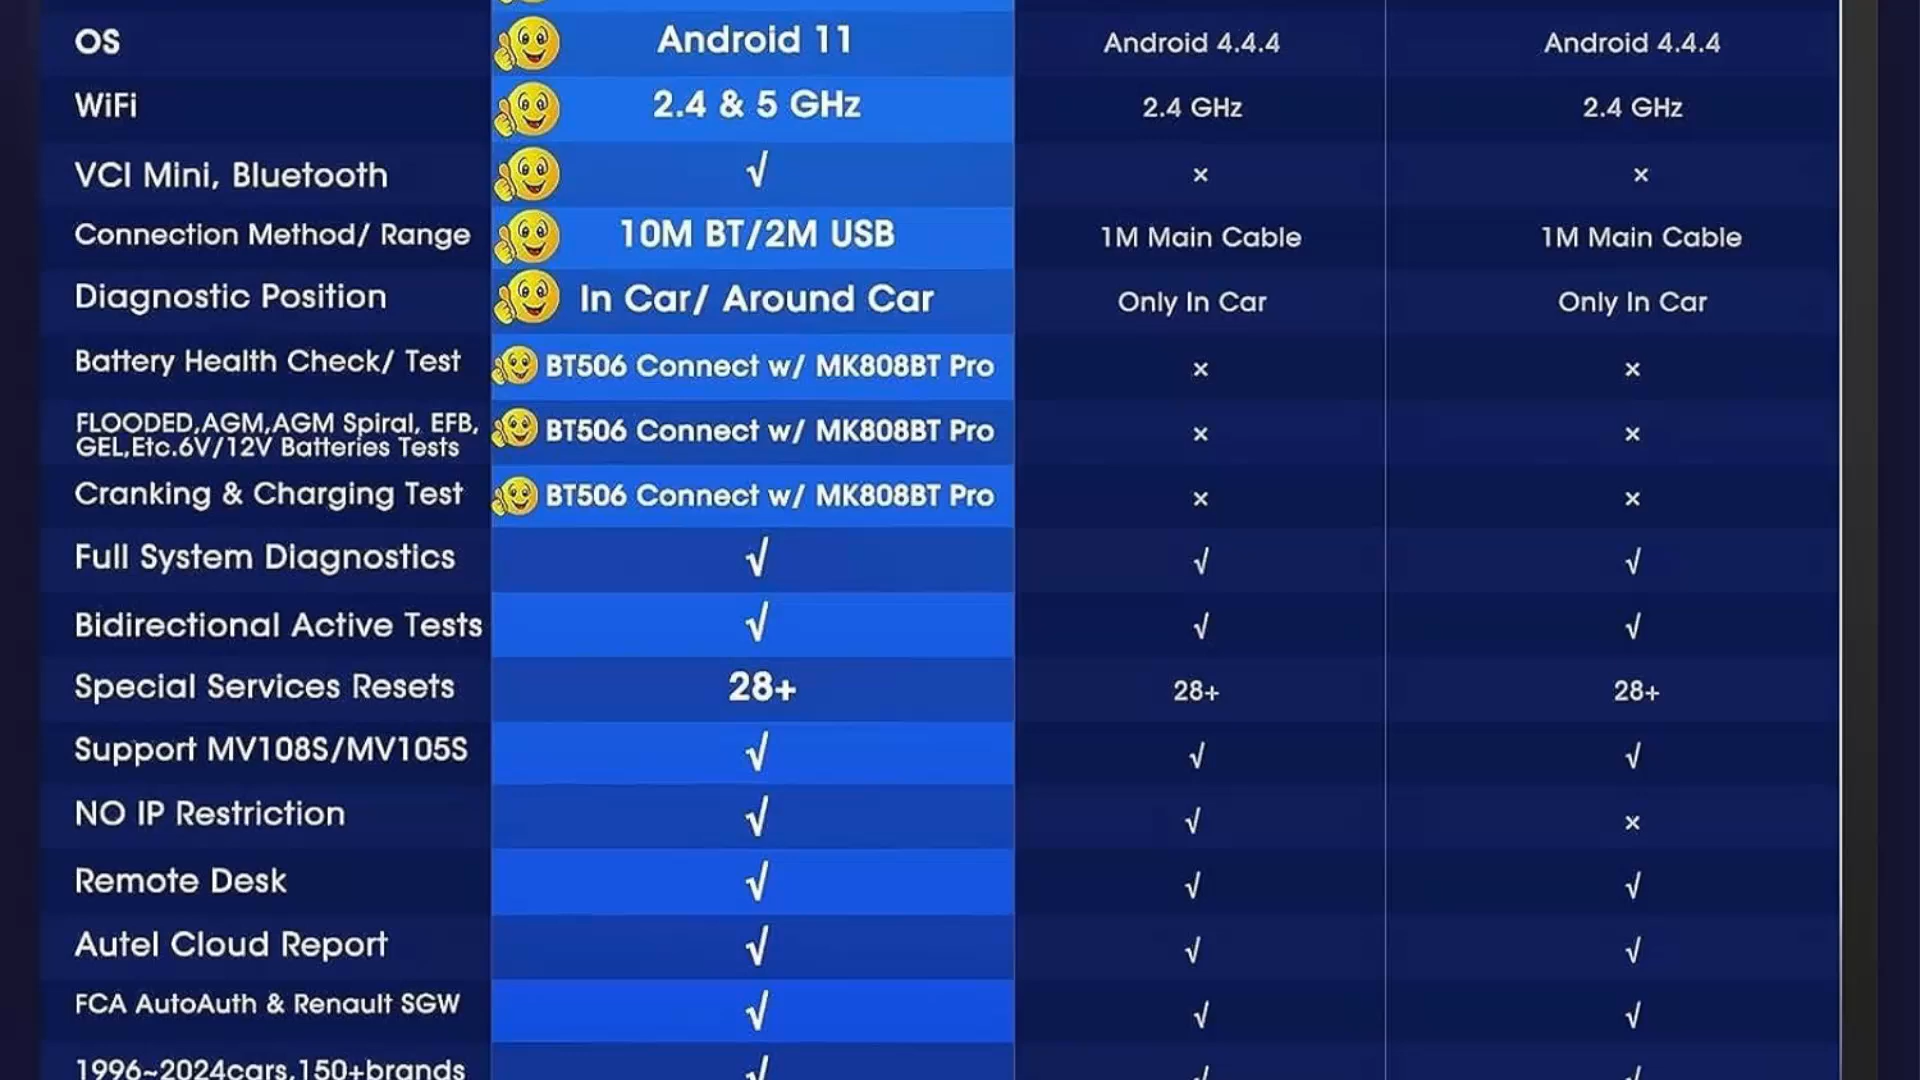 OS Android 11 Android 4.4.4 Android 4.4.4
WiFi 2.4 & 5 GHz 2.4 GHz 2.4 GHz
VCI Mini, Bluetooth √ × ×
Connection Method/ Range 10M BT/2M USB 1M Main Cable 1M Main Cable
Diagnostic Position In Car/ Around Car Only In Car Only In Car
Battery Health Check/ Test BT506 Connect w/ MK808BT Pro × ×
FLOODED,AGM,AGM Spiral, EFB,
GEL,Etc.6V/12V Batteries Tests BT506 Connect w/ MK808BT Pro × ×
Cranking & Charging Test BT506 Connect w/ MK808BT Pro × ×
Full System Diagnostics √ √ √
Bidirectional Active Tests √ √ √
Special Services Resets 28+ 28+ 28+
Support MV108S/MV105S √ √ √
NO IP Restriction √ √ ×
Remote Desk √ √ √
Autel Cloud Report √ √ √
FCA AutoAuth & Renault SGW √ √ √
1996~2024cars,150+brands √ √ √